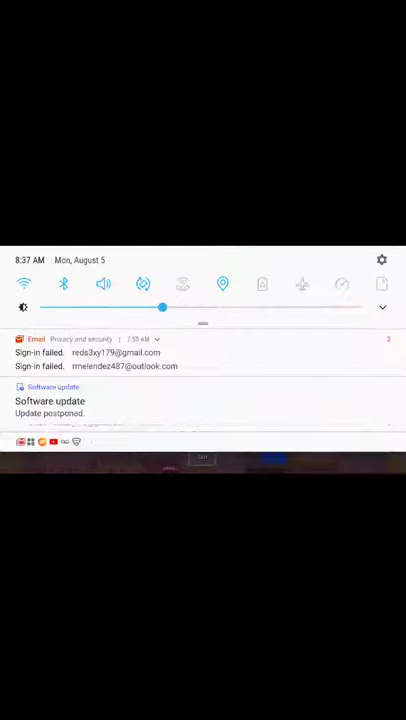 8:37 AM Mon, August 5
Email Privacy and security | 7:55 AM
2
Sign-in failed. reds3xy179@gmail.com
Sign-in failed. rmelendez487@outlook.com
Software update
Software update
Update postponed.